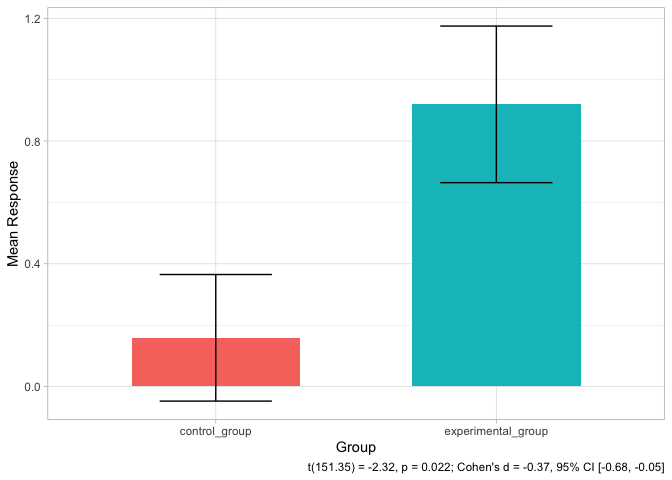 1.2
0.8
0.4
0.0
Mean Response
control_group experimental_group
Group
t(151.35) = -2.32, p = 0.022; Cohen's d = -0.37, 95% CI [-0.68, -0.05]